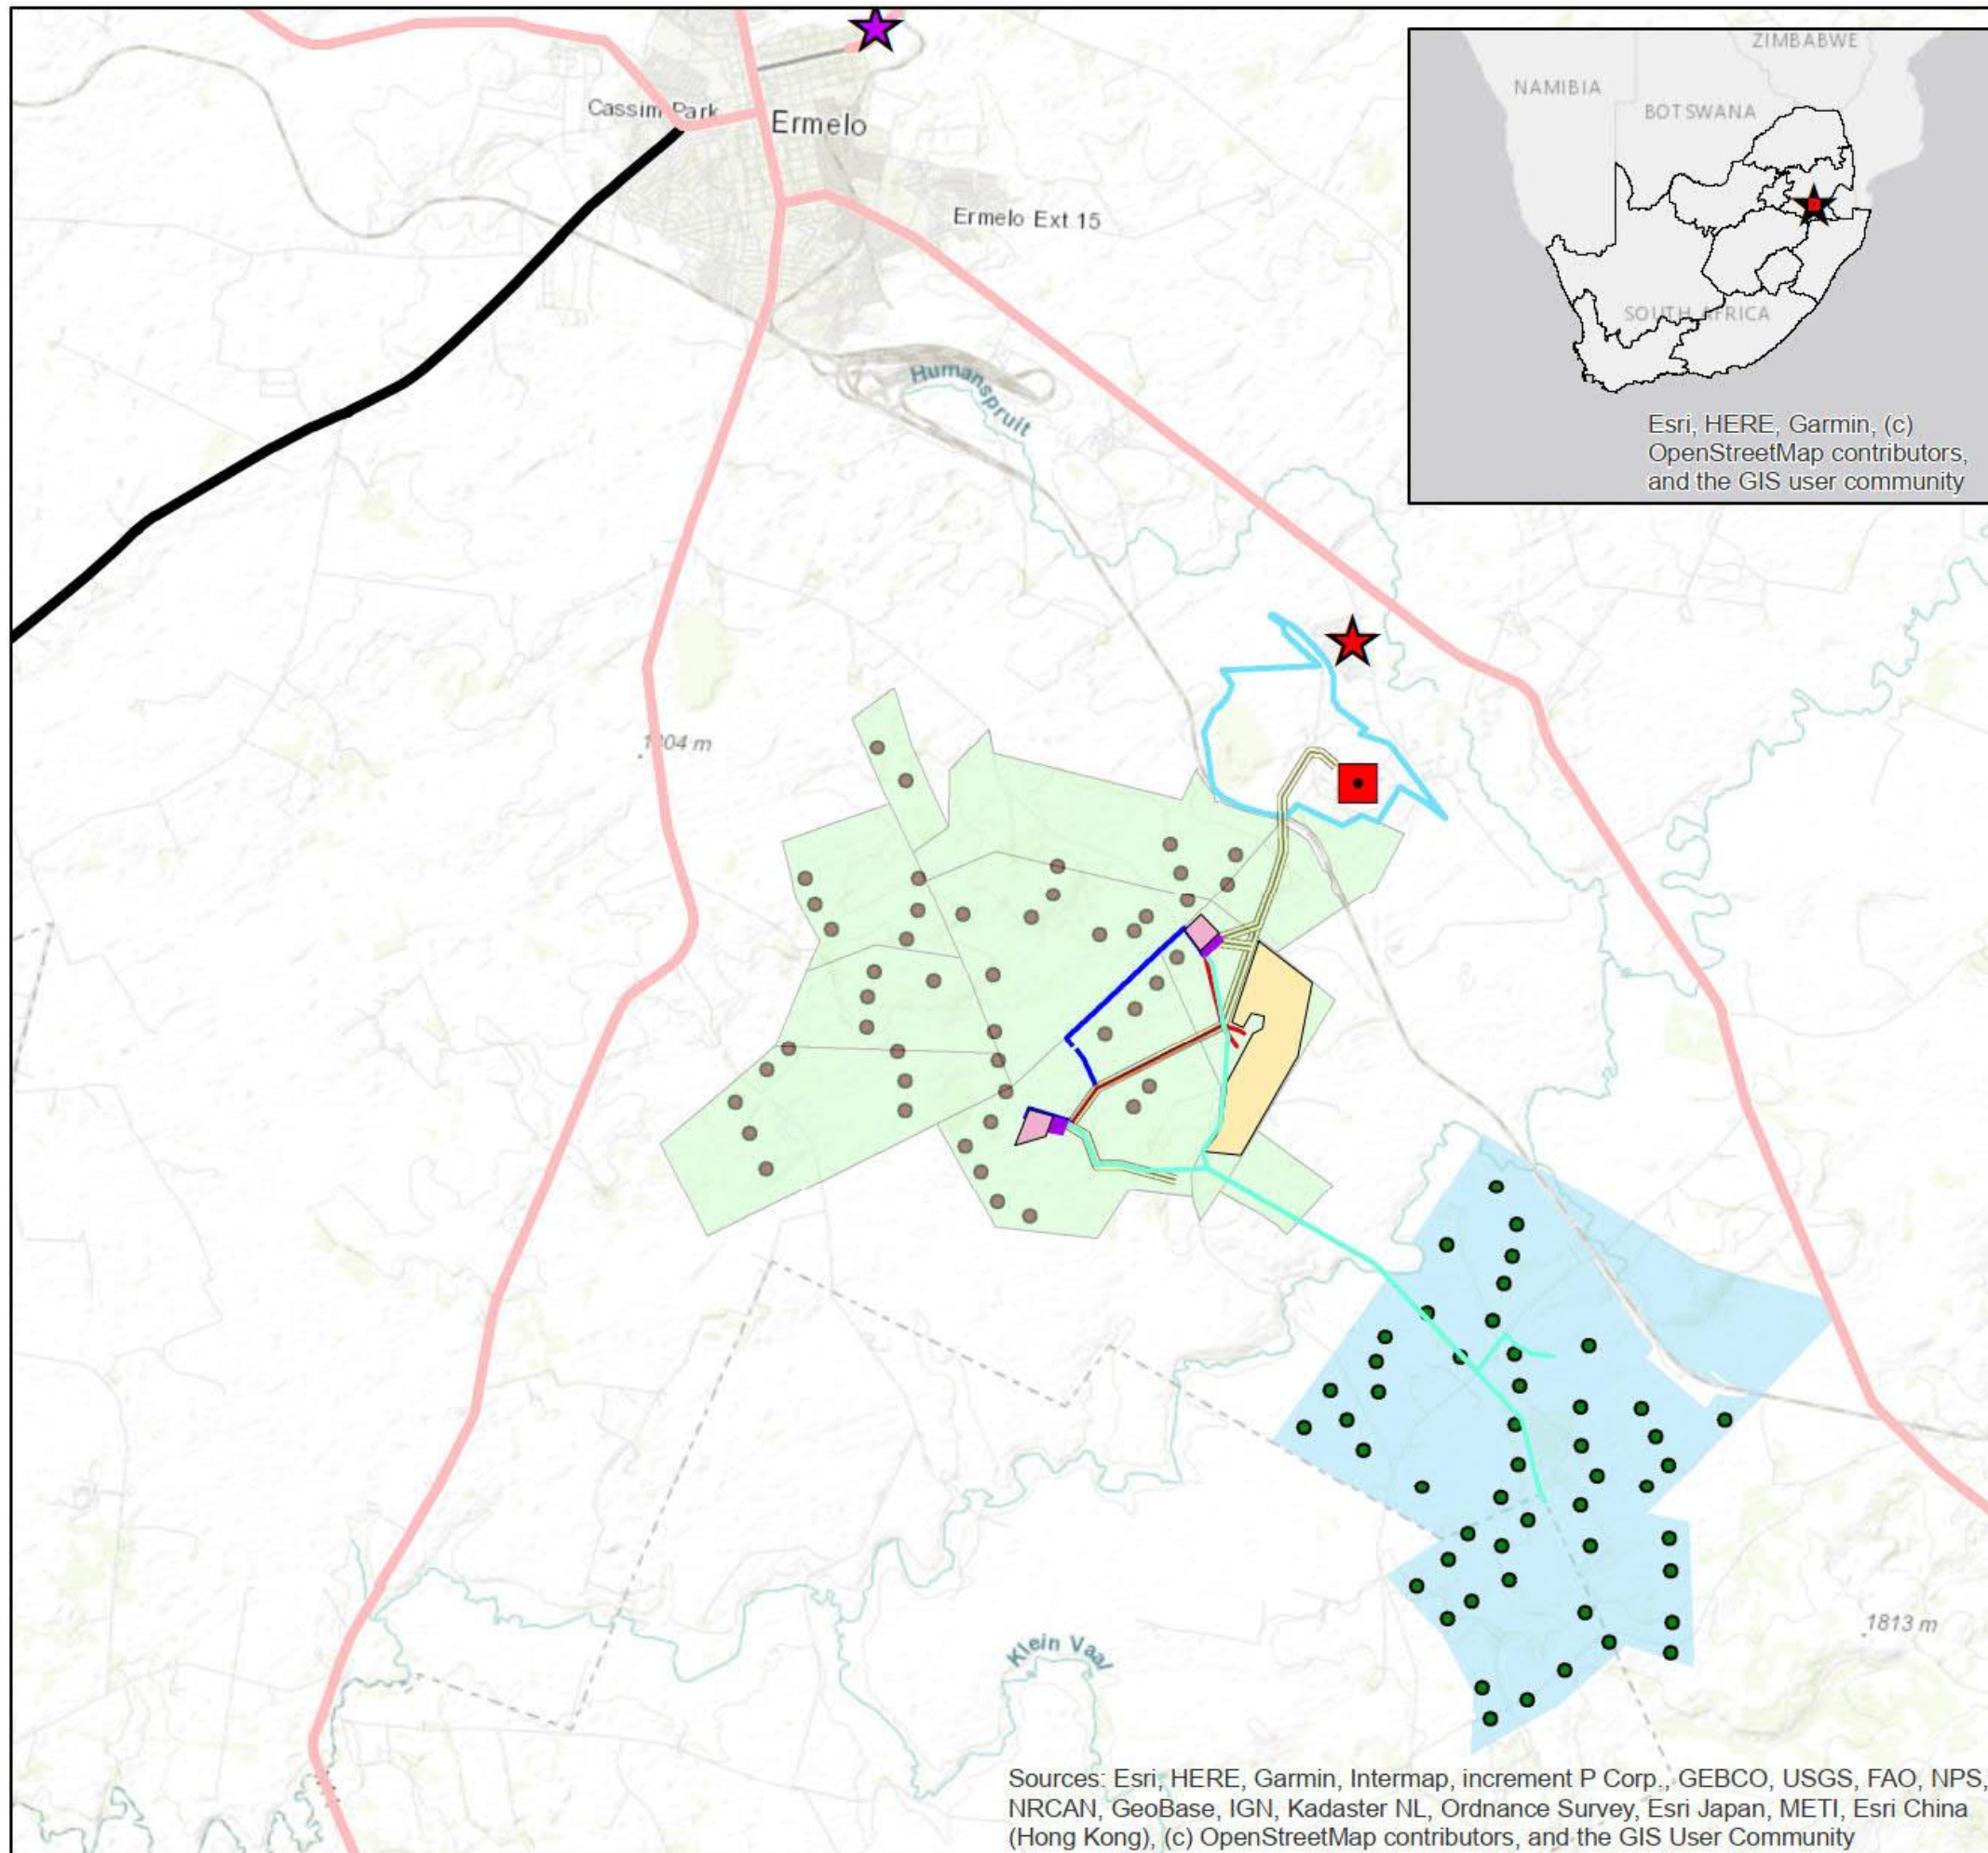 Cassim Park
Ermelo
Ermelo Ext 15
Humanspruit
1804 m
1813 m
Klein Vaal
ZIMBABWE
NAMIBIA
BOTSWANA
SOUTH AFRICA
Esri, HERE, Garmin, (c)
OpenStreetMap contributors,
and the GIS user community
Sources: Esri, HERE, Garmin, Intermap, increment P Corp., GEBCO, USGS, FAO, NPS,
NRCAN, GeoBase, IGN, Kadaster NL, Ordnance Survey, Esri Japan, METI, Esri China
(Hong Kong), (c) OpenStreetMap contributors, and the GIS User Community